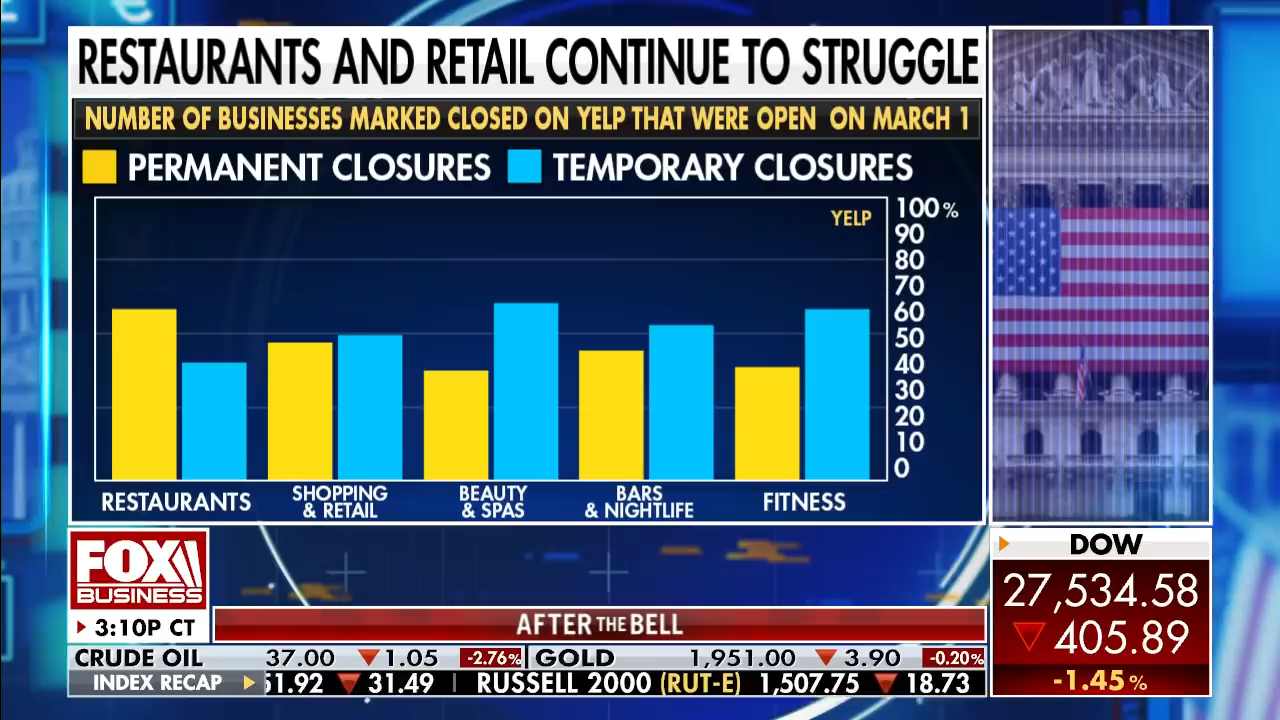 RESTAURANTS AND RETAIL CONTINUE TO STRUGGLE
NUMBER OF BUSINESSES MARKED CLOSED ON YELP THAT WERE OPEN ON MARCH 1
PERMANENT CLOSURES TEMPORARY CLOSURES
YELP
100%
90
80
70
60
50
40
30
20
10
0
RESTAURANTS
SHOPPING
& RETAIL
BEAUTY
& SPAS
BARS
& NIGHTLIFE
FITNESS
FOX
BUSINESS
3:10P CT
AFTER THE BELL
DOW
27,534.58
405.89
-1.45%
CRUDE OIL 37.00 1.05 -2.76% GOLD 1,951.00 3.90 -0.20%
INDEX RECAP 51.92 31.49 RUSSELL 2000 (RUT-E) 1,507.75 18.73